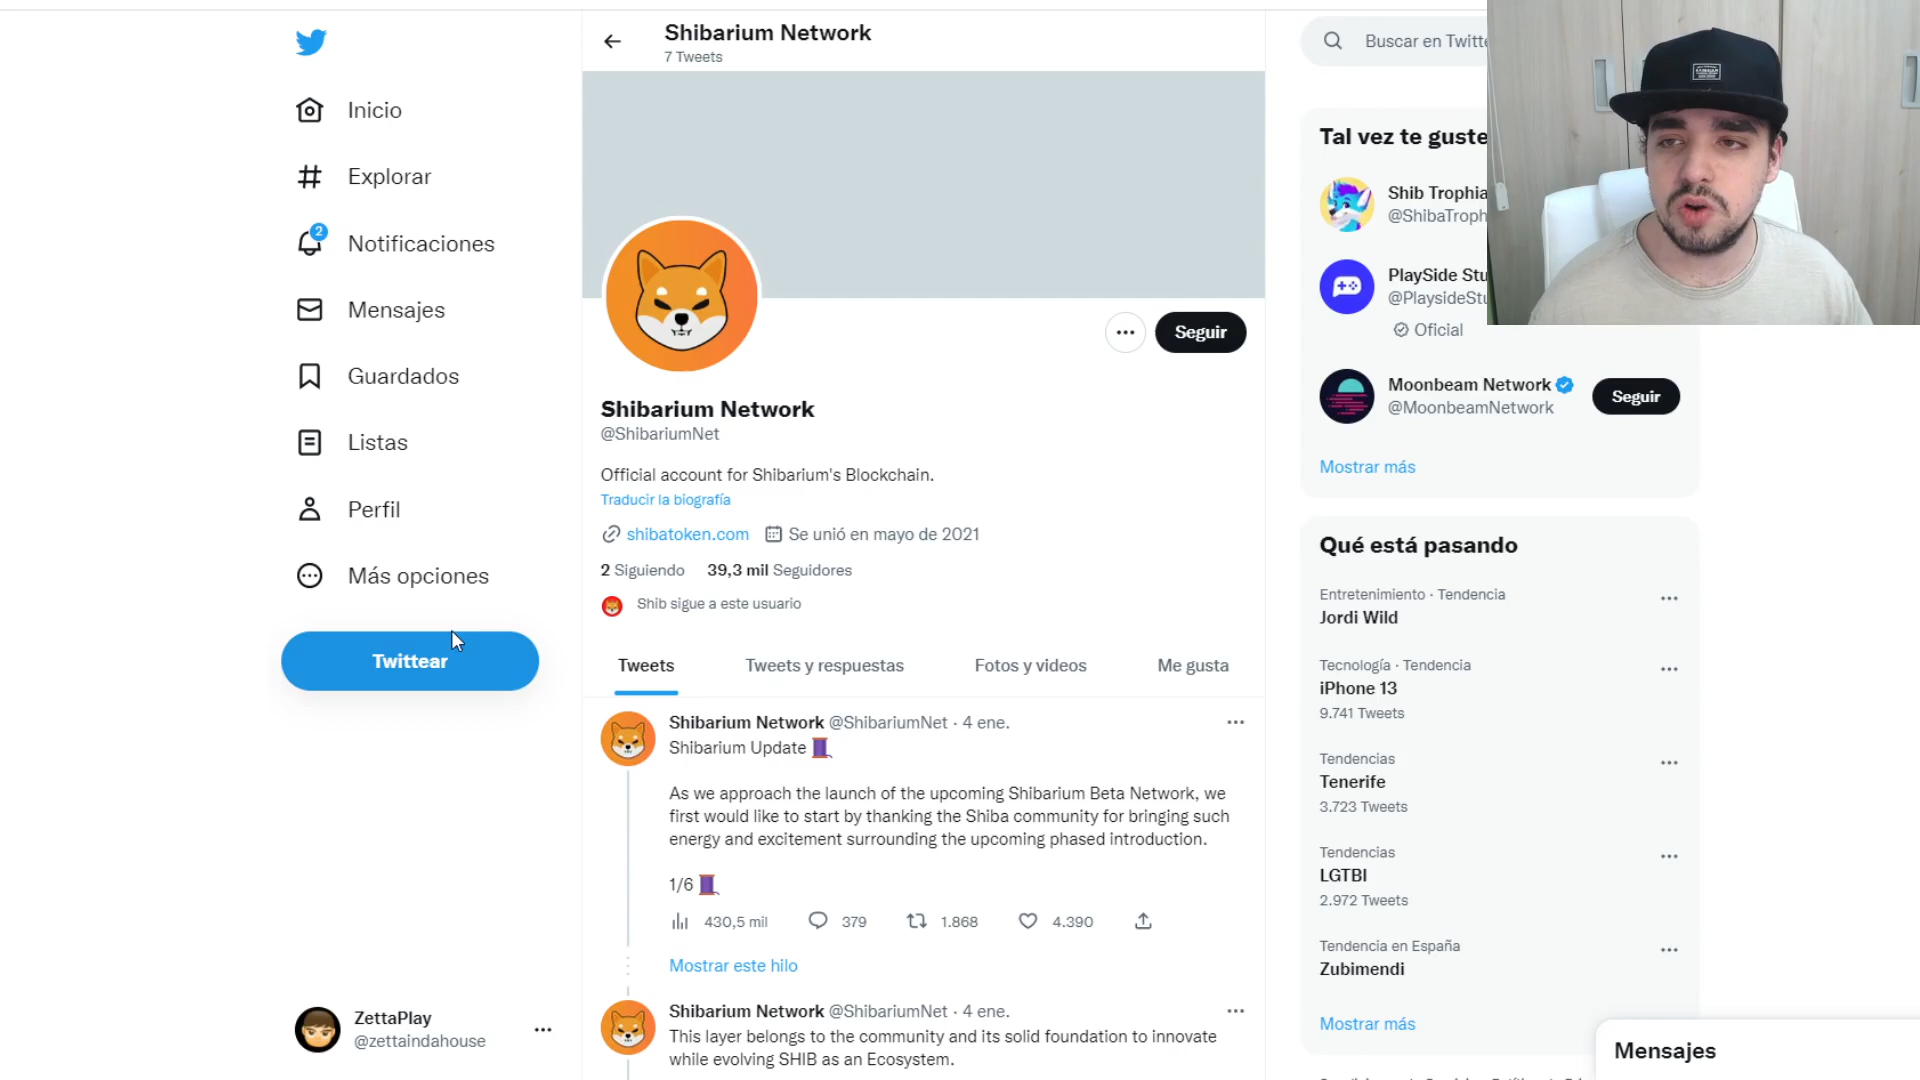 Shibarium Network
7 Tweets
Buscar en Twitte
Inicio
Explorar
2
Notificaciones
Mensajes
Guardados
Listas
Perfil
Más opciones
Twittear
ZettaPlay
@zettaindahouse
Seguir
Shibarium Network
@ShibariumNet
Official account for Shibarium's Blockchain.
Traducir la biografía
shibatoken.com Se unió en mayo de 2021
2 Siguiendo 39,3 mil Seguidores
Shib sigue a este usuario
Tweets Tweets y respuestas Fotos y videos Me gusta
Shibarium Network @ShibariumNet · 4 ene.
Shibarium Update
As we approach the launch of the upcoming Shibarium Beta Network, we
first would like to start by thanking the Shiba community for bringing such
energy and excitement surrounding the upcoming phased introduction.
1/6
430,5 mil 379 1.868 4.390
Mostrar este hilo
Shibarium Network @ShibariumNet · 4 ene.
This layer belongs to the community and its solid foundation to innovate
while evolving SHIB as an Ecosystem.
Tal vez te guste
Shib Trophia
@ShibaTroph
PlaySide Stu
@PlaysideStu
Oficial
Moonbeam Network
@MoonbeamNetwork
Seguir
Mostrar más
Qué está pasando
Entretenimiento · Tendencia
Jordi Wild
Tecnología · Tendencia
iPhone 13
9.741 Tweets
Tendencias
Tenerife
3.723 Tweets
Tendencias
LGTBI
2.972 Tweets
Tendencia en España
Zubimendi
Mostrar más
Mensajes